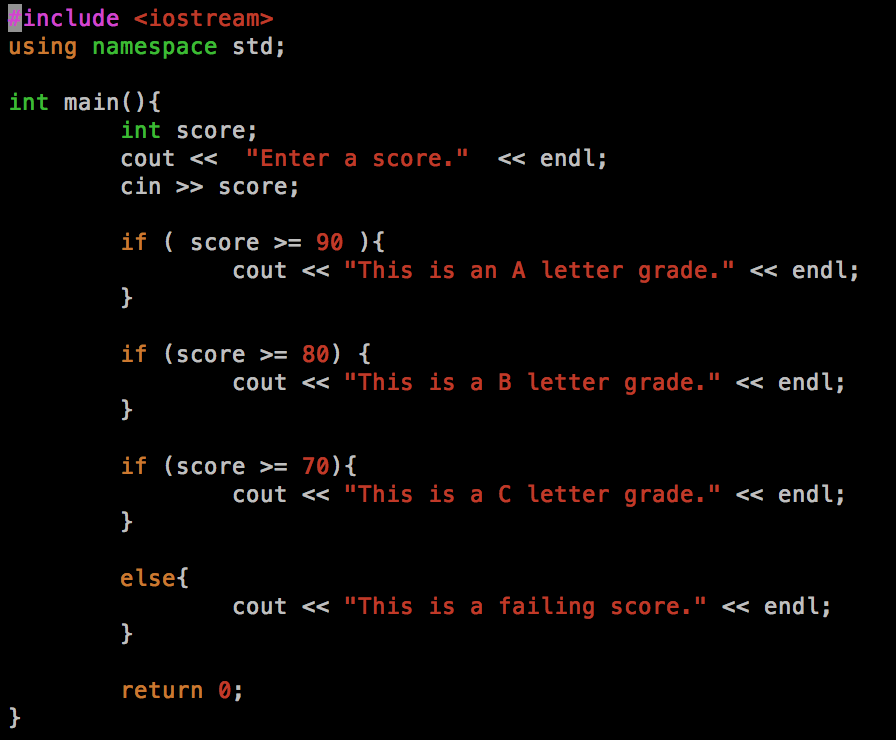 #include <iostream>
using namespace std;

int main(){
        int score;
        cout <<  "Enter a score."  << endl;
        cin >> score;

        if ( score >= 90 ){
                cout << "This is an A letter grade." << endl;
        }

        if (score >= 80) {
                cout << "This is a B letter grade." << endl;
        }

        if (score >= 70){
                cout << "This is a C letter grade." << endl;
        }

        else{
                cout << "This is a failing score." << endl;
        }

        return 0;
}